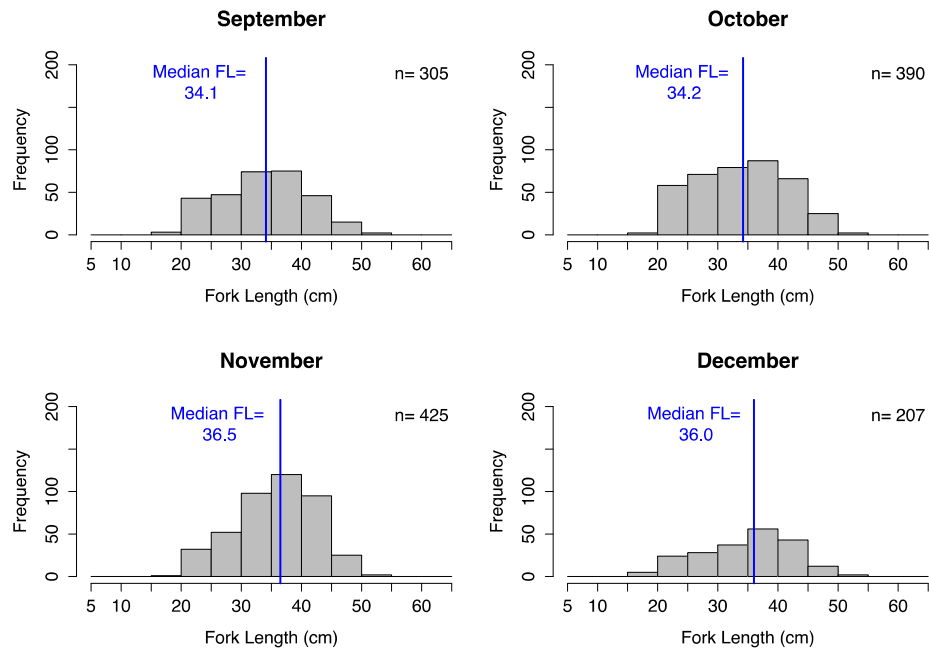 September
Median FL=
34.1
n= 305
Frequency
0 50 100 200
5 10 20 30 40 50 60
Fork Length (cm)
October
Median FL=
34.2
n= 390
Frequency
0 50 100 200
5 10 20 30 40 50 60
Fork Length (cm)
November
Median FL=
36.5
n= 425
Frequency
0 50 100 200
5 10 20 30 40 50 60
Fork Length (cm)
December
Median FL=
36.0
n= 207
Frequency
0 50 100 200
5 10 20 30 40 50 60
Fork Length (cm)